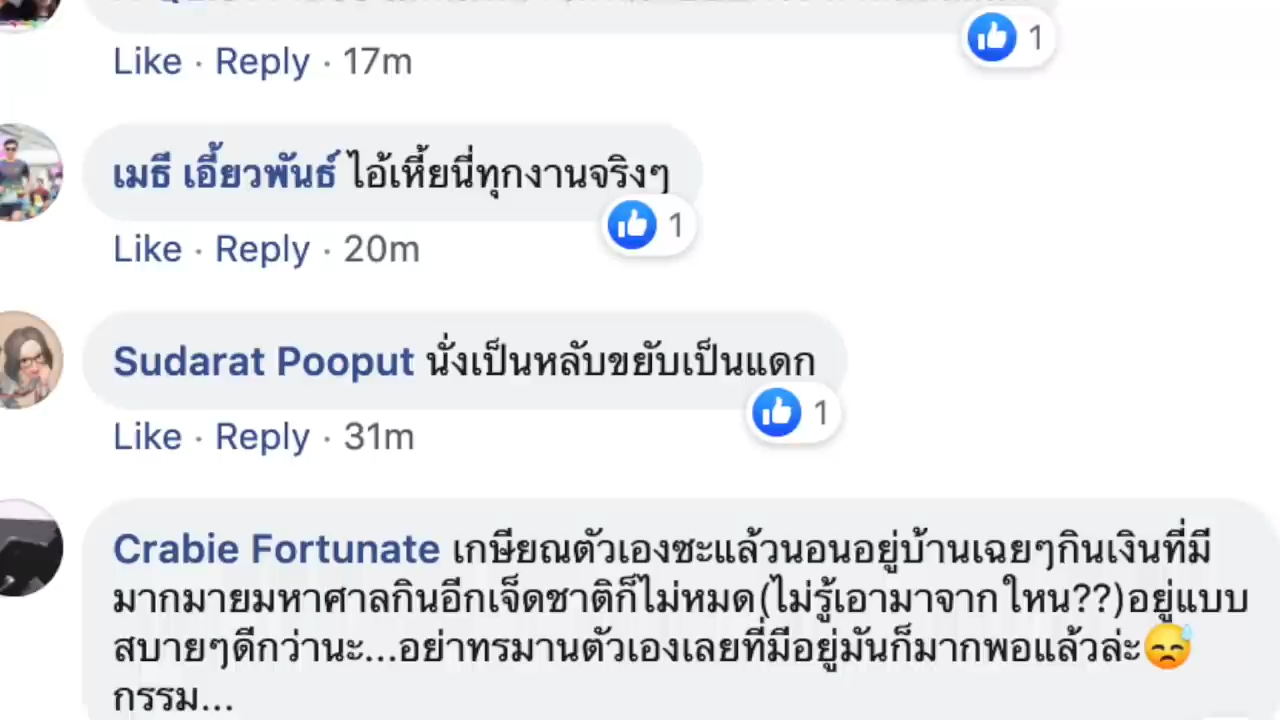 Like · Reply · 17m
1
เมธี เอี้ยวพันธ์ ไอ้เหี้ยนี่ทุกงานจริงๆ
1
Like · Reply · 20m
Sudarat Pooput นั่งเป็นหลับขยับเป็นแดก
1
Like · Reply · 31m
Crabie Fortunate เกษียณตัวเองซะแล้วนอนอยู่บ้านเฉยๆกินเงินที่มี
มากมายมหาศาลกินอีกเจ็ดชาติก็ไม่หมด(ไม่รู้เอามาจากใหน??)อยู่แบบ
สบายๆดีกว่านะ...อย่าทรมานตัวเองเลยที่มีอยู่มันก็มากพอแล้วล่ะ😓
กรรม...